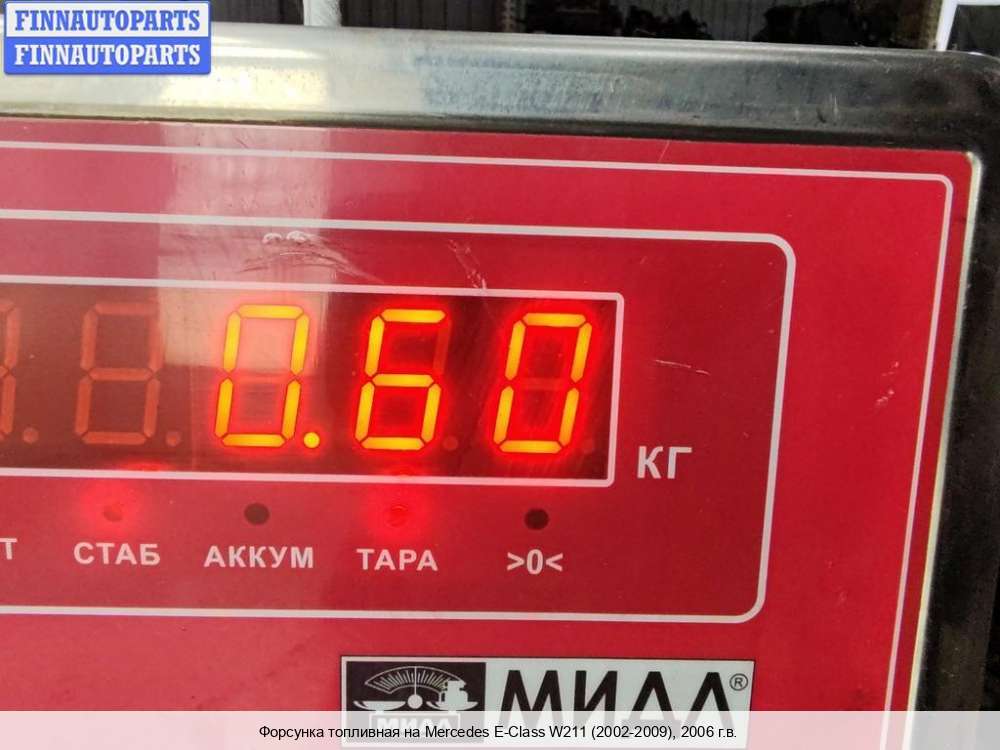 FINNAUTOPARTS
FINNAUTOPARTS
0.60
КГ
Т СТАБ АККУМ ТАРА >0<
МИДЛ МИДЛ®
Форсунка топливная на Mercedes E-Class W211 (2002-2009), 2006 г.в.